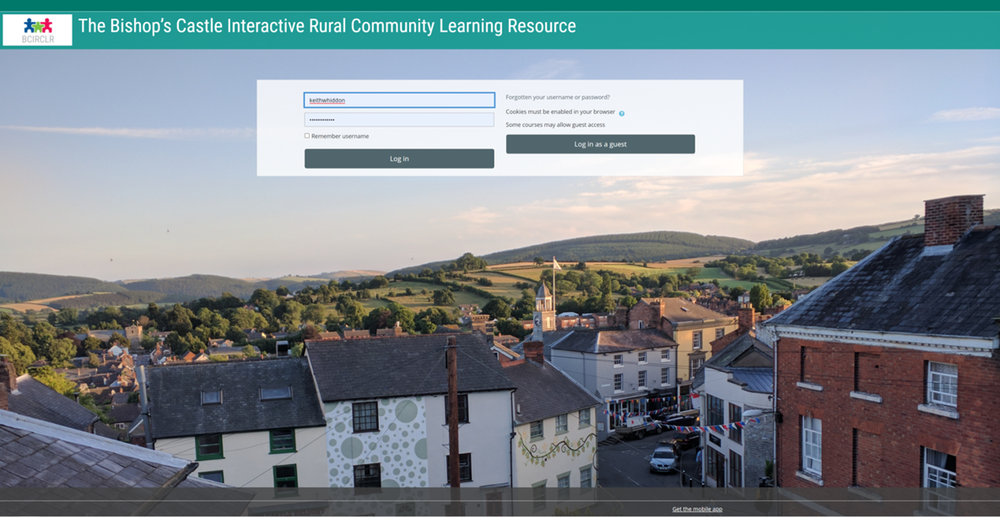 BCIRCLR
The Bishop's Castle Interactive Rural Community Learning Resource
keithwhiddon
••••••••••••
Remember username
Log in
Forgotten your username or password?
Cookies must be enabled in your browser
Some courses may allow guest access
Log in as a guest
Get the mobile app